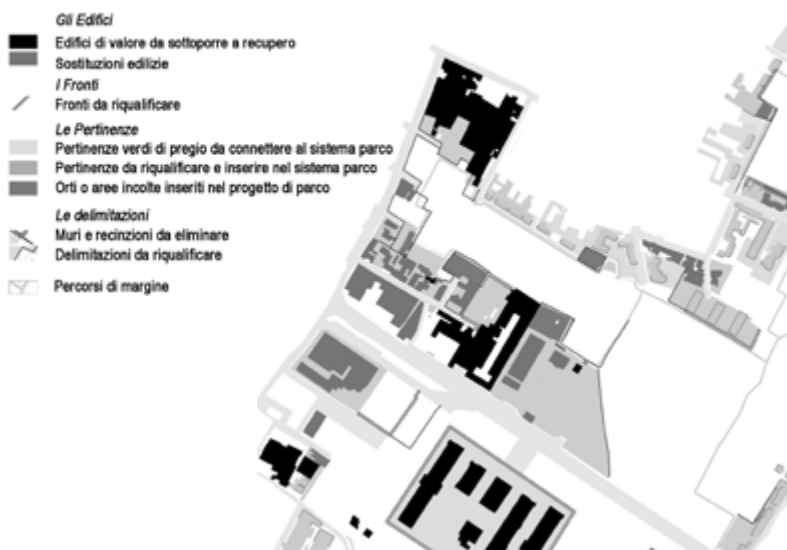 Gli Edifici
Edifici di valore da sottoporre a recupero
Sostituzioni edilizie
I Fronti
Fronti da riqualificare
Le Pertinenze
Pertinenze verdi di pregio da connettere al sistema parco
Pertinenze da riqualificare e inserire nel sistema parco
Orti o aree incolte inseriti nel progetto di parco
Le delimitazioni
Muri e recinzioni da eliminare
Delimitazioni da riqualificare
Percorsi di margine